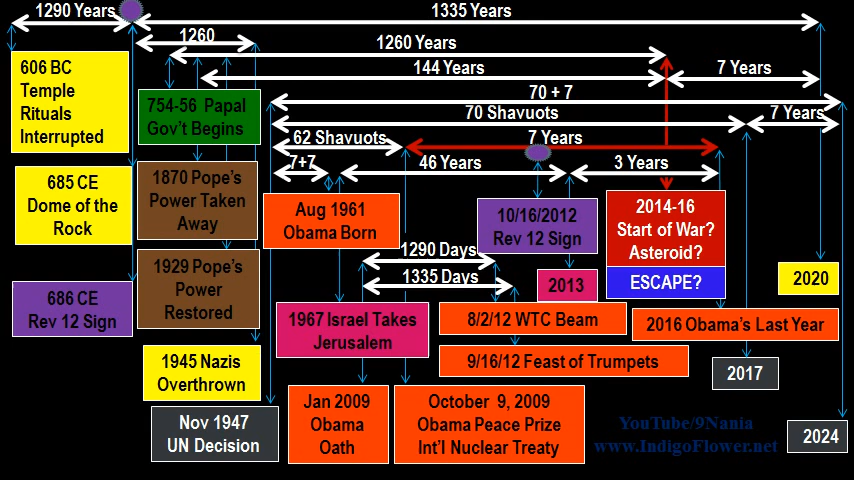 1290 Years
1335 Years
1260
1260 Years
144 Years
7 Years
70 + 7
70 Shavuots
7 Years
62 Shavuots
7 Years
7+7
46 Years
3 Years
606 BC
Temple
Rituals
Interrupted
754-56 Papal
Gov't Begins
685 CE
Dome of the
Rock
1870 Pope's
Power Taken
Away
Aug 1961
Obama Born
10/16/2012
Rev 12 Sign
2014-16
Start of War?
Asteroid?
ESCAPE?
1290 Days
1335 Days
2013
2020
686 CE
Rev 12 Sign
1929 Pope's
Power
Restored
1967 Israel Takes
Jerusalem
8/2/12 WTC Beam
2016 Obama's Last Year
9/16/12 Feast of Trumpets
1945 Nazis
Overthrown
2017
Nov 1947
UN Decision
Jan 2009
Obama
Oath
October 9, 2009
Obama Peace Prize
Int'l Nuclear Treaty
YouTube/9Nania
www.IndigoFlower.net
2024